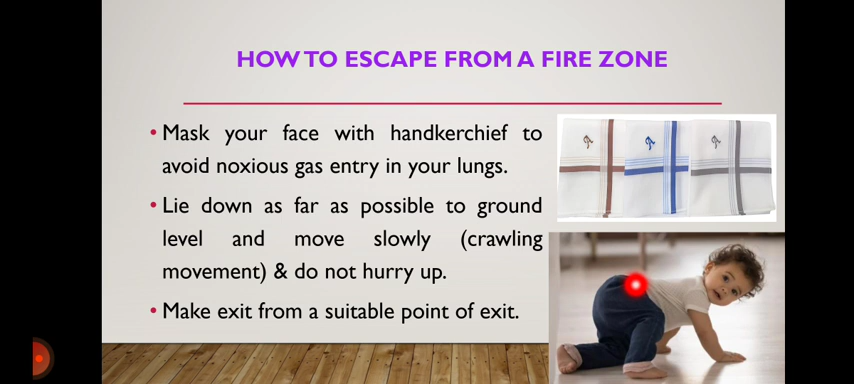 HOW TO ESCAPE FROM A FIRE ZONE
• Mask your face with handkerchief to
avoid noxious gas entry in your lungs.
• Lie down as far as possible to ground
level and move slowly (crawling
movement) & do not hurry up.
• Make exit from a suitable point of exit.